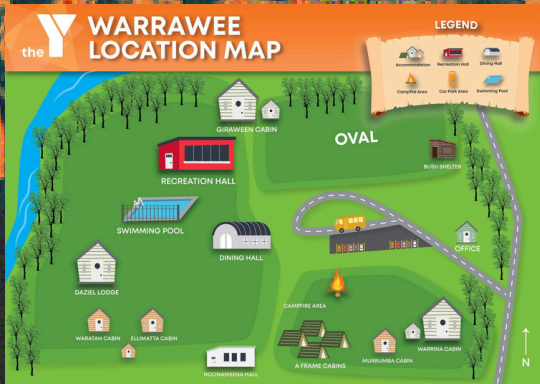 the Y WARRAWEE
LOCATION MAP
LEGEND
Accommodation Recreation Hall Dining Hall
Campfire Area Car Park Area Swimming Pool
GIRAWEEN CABIN
OVAL
BUSH SHELTER
RECREATION HALL
SWIMMING POOL
DINING HALL
OFFICE
DAZIEL LODGE
CAMPFIRE AREA
WARATAH CABIN
ELLIMATTA CABIN
NOONAMEENA HALL
A FRAME CABINS
MURRUMBA CABIN
WARRINA CABIN
N